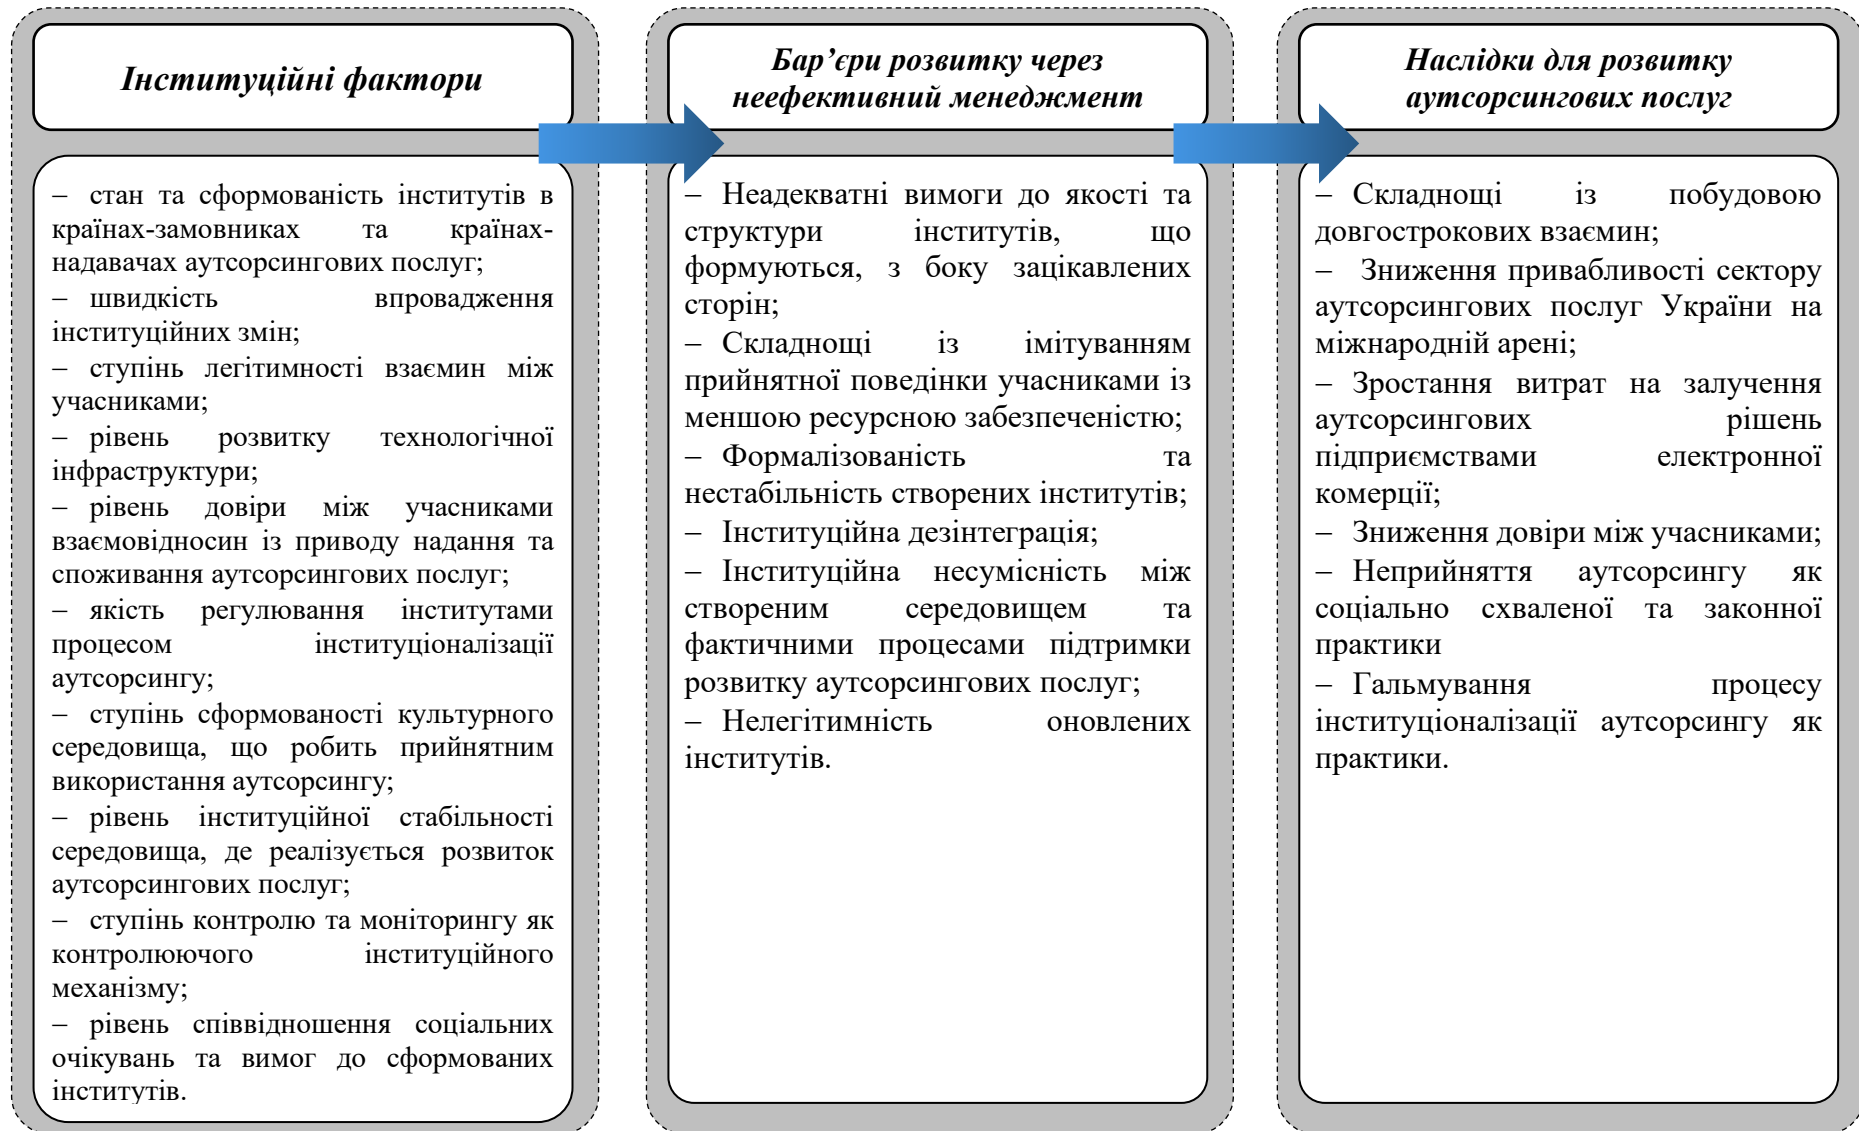 Інституційні фактори
– стан та сформованість інститутів в
країнах-замовниках та країнах-
надавачах аутсорсингових послуг;
– швидкість впровадження
інституційних змін;
– ступінь легітимності взаємин між
учасниками;
– рівень розвитку технологічної
інфраструктури;
– рівень довіри між учасниками
взаємовідносин із приводу надання та
споживання аутсорсингових послуг;
– якість регулювання інститутами
процесом інституціоналізації
аутсорсингу;
– ступінь сформованості культурного
середовища, що робить прийнятним
використання аутсорсингу;
– рівень інституційної стабільності
середовища, де реалізується розвиток
аутсорсингових послуг;
– ступінь контролю та моніторингу як
контролюючого інституційного
механізму;
– рівень співвідношення соціальних
очікувань та вимог до сформованих
інститутів.
Бар’єри розвитку через
неефективний менеджмент
– Неадекватні вимоги до якості та
структури інститутів, що
формуються, з боку зацікавлених
сторін;
– Складнощі із імітуванням
прийнятної поведінки учасниками із
меншою ресурсною забезпеченістю;
– Формалізованість та
нестабільність створених інститутів;
– Інституційна дезінтеграція;
– Інституційна несумісність між
створеним середовищем та
фактичними процесами підтримки
розвитку аутсорсингових послуг;
– Нелегітимність оновлених
інститутів.
Наслідки для розвитку
аутсорсингових послуг
– Складнощі із побудовою
довгострокових взаємин;
– Зниження привабливості сектору
аутсорсингових послуг України на
міжнародній арені;
– Зростання витрат на залучення
аутсорсингових рішень
підприємствами електронної
комерції;
– Зниження довіри між учасниками;
– Неприйняття аутсорсингу як
соціально схваленої та законної
практики
– Гальмування процесу
інституціоналізації аутсорсингу як
практики.